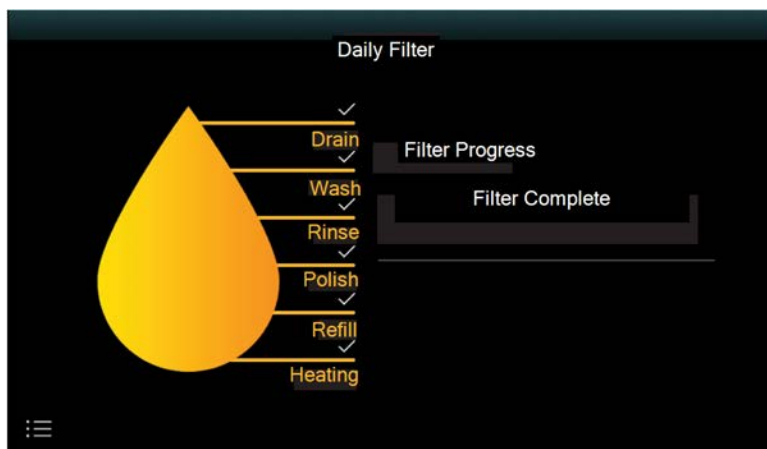 Daily Filter
Drain
Wash
Rinse
Polish
Refill
Heating
Filter Progress
Filter Complete